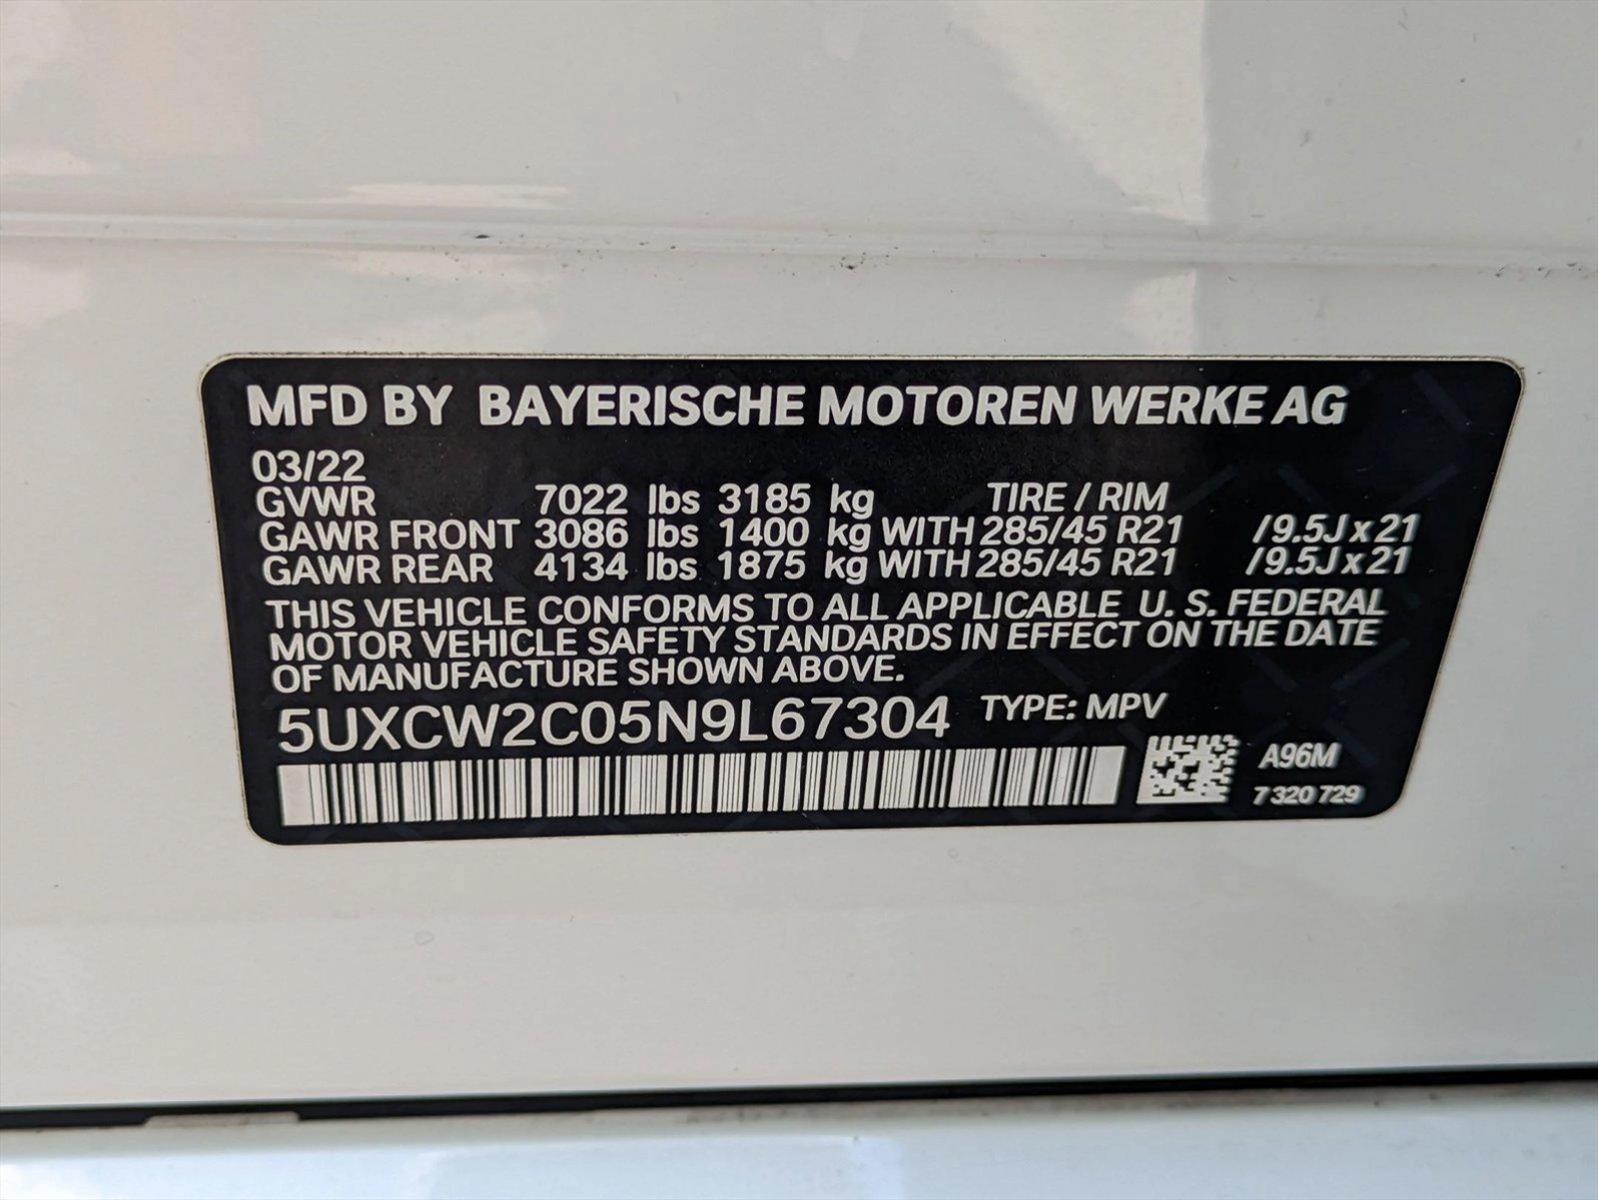 MFD BY BAYERISCHE MOTOREN WERKE AG
03/22
GVWR 7022 lbs 3185 kg TIRE / RIM
GAWR FRONT 3086 lbs 1400 kg WITH 285/45 R21 /9.5Jx21
GAWR REAR 4134 lbs 1875 kg WITH 285/45 R21 /9.5Jx21
THIS VEHICLE CONFORMS TO ALL APPLICABLE U. S. FEDERAL
MOTOR VEHICLE SAFETY STANDARDS IN EFFECT ON THE DATE
OF MANUFACTURE SHOWN ABOVE.
5UXCW2C05N9L67304 TYPE: MPV
A96M
7 320 729